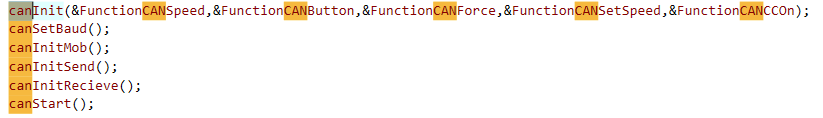 canInit(&FunctionCANSpeed,&FunctionCANButton,&FunctionCANForce,&FunctionCANSetSpeed,&FunctionCANCCOn);
canSetBaud();
canInitMob();
canInitSend();
canInitRecieve();
canStart();